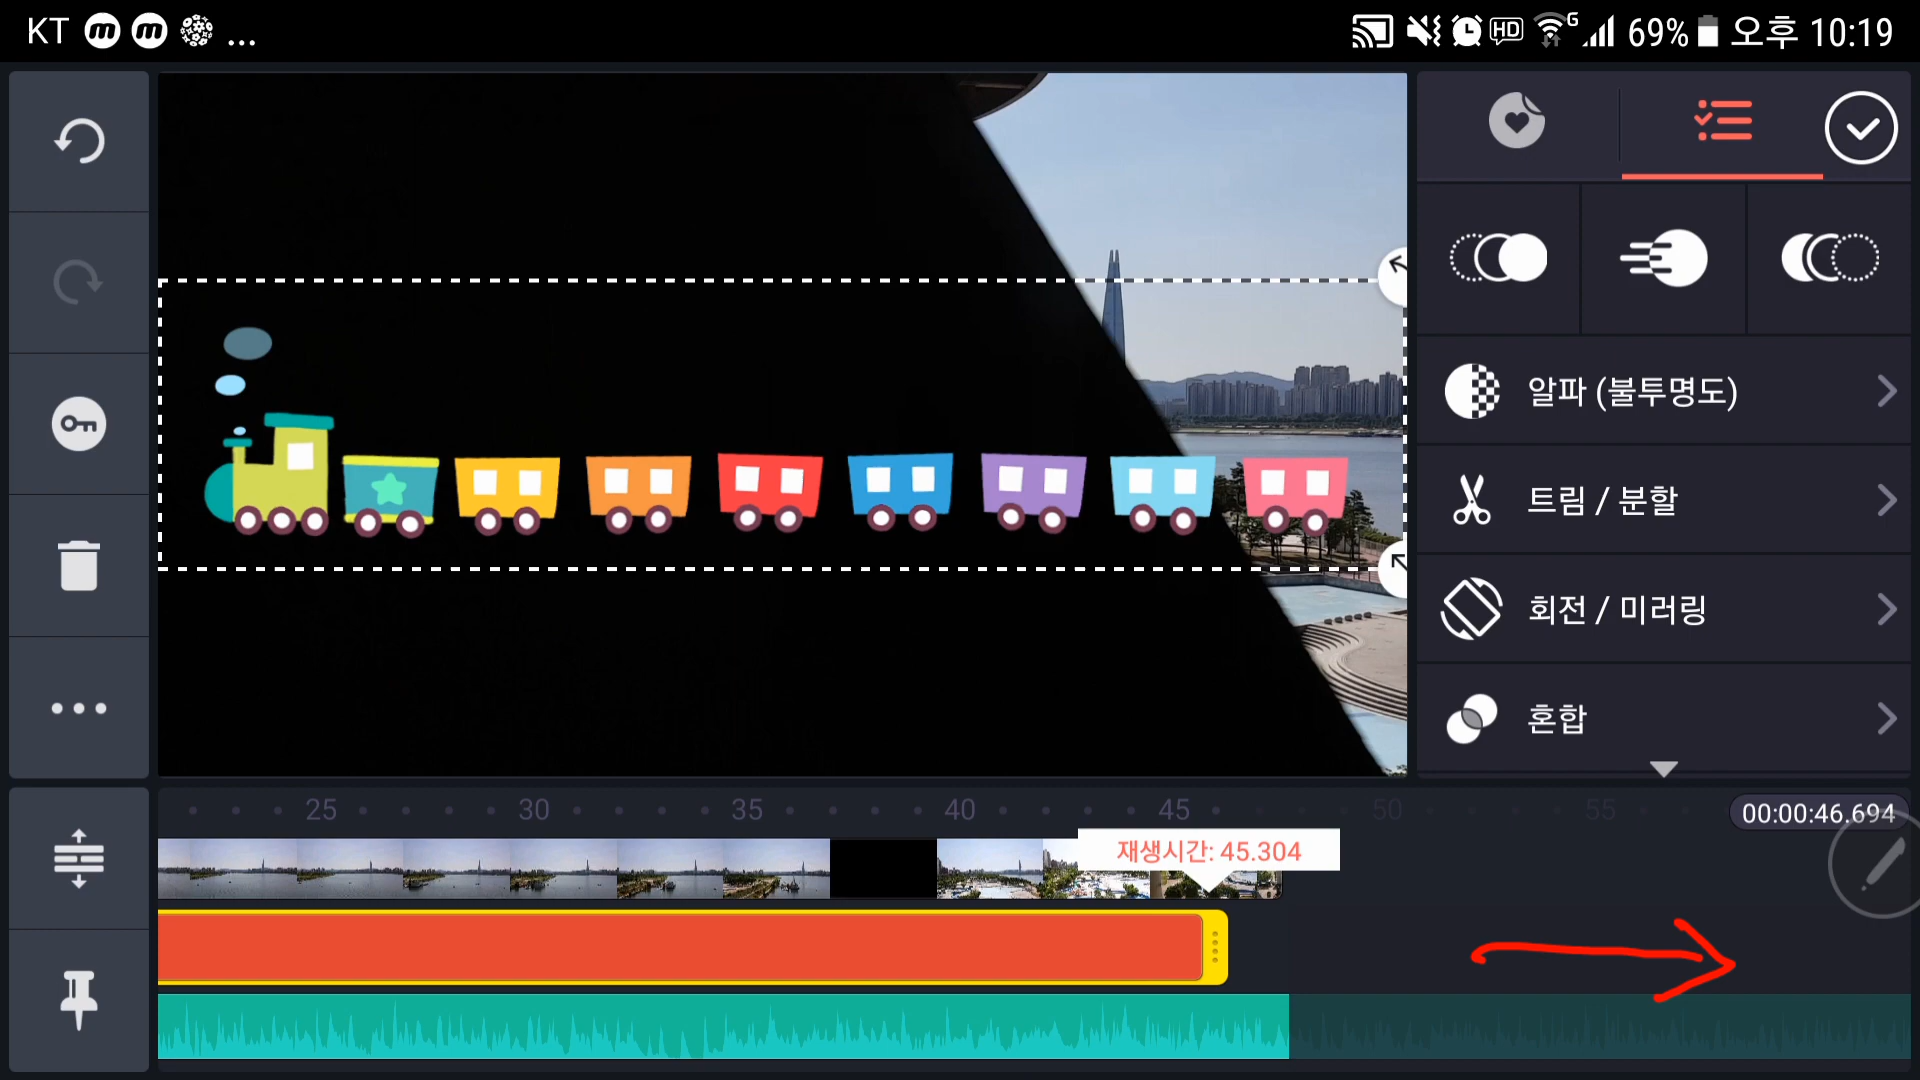 KT m m ... HD G 69% 오후 10:19
알파 (불투명도)
트림 / 분할
회전 / 미러링
혼합
25 30 35 40 45 50 55 00:00:46.694
재생시간: 45.304